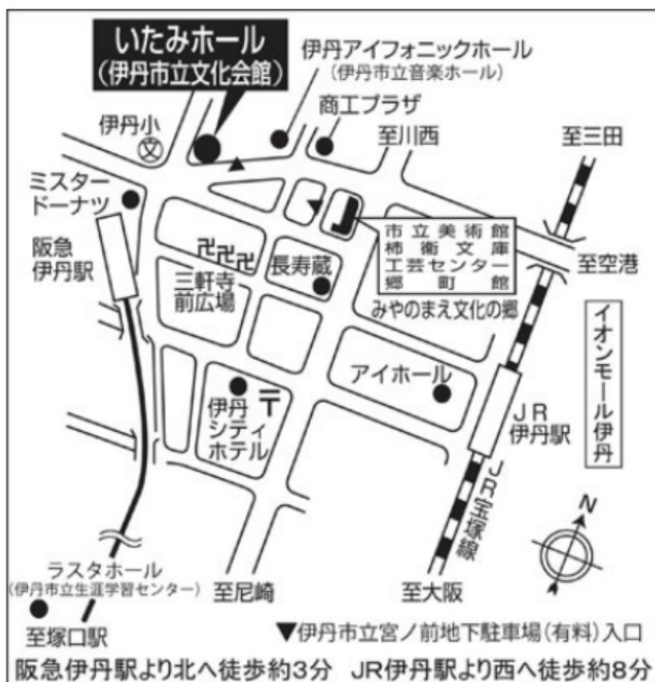 いたみホール
(伊丹市立文化会館)
伊丹アイフォニックホール
(伊丹市立音楽ホール)
商工プラザ
伊丹小
文
至川西
至三田
ミスター
ドーナツ
阪急
伊丹駅
卍卍卍
三軒寺
前広場
長寿蔵
市立美術館
柿衞文庫
工芸センター
郷町館
みやのまえ文化の郷
至空港
イオンモール伊丹
アイホール
JR
伊丹駅
伊丹
シティ
ホテル
〒
JR宝塚線
N
ラスタホール
(伊丹市立生涯学習センター)
至塚口駅
至尼崎
至大阪
▼伊丹市立宮ノ前地下駐車場(有料)入口
阪急伊丹駅より北へ徒歩約3分 JR伊丹駅より西へ徒歩約8分